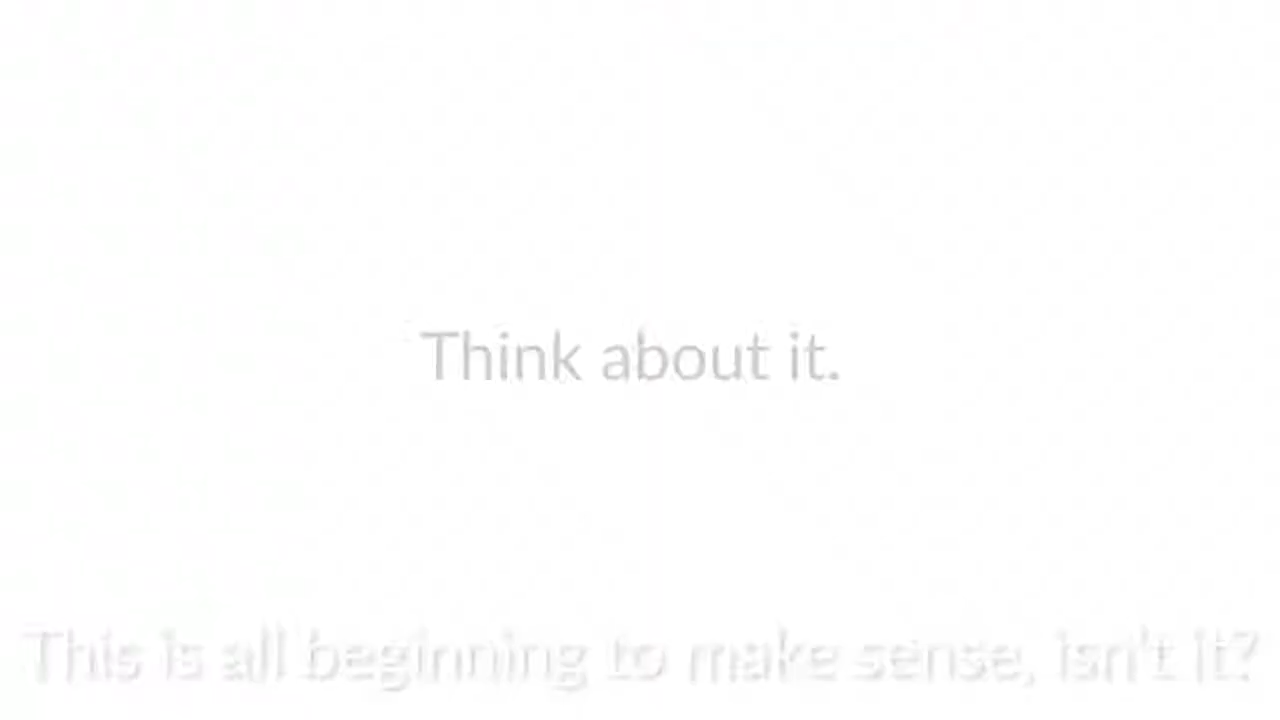 Think about it.
This is all beginning to make sense, isn't it?